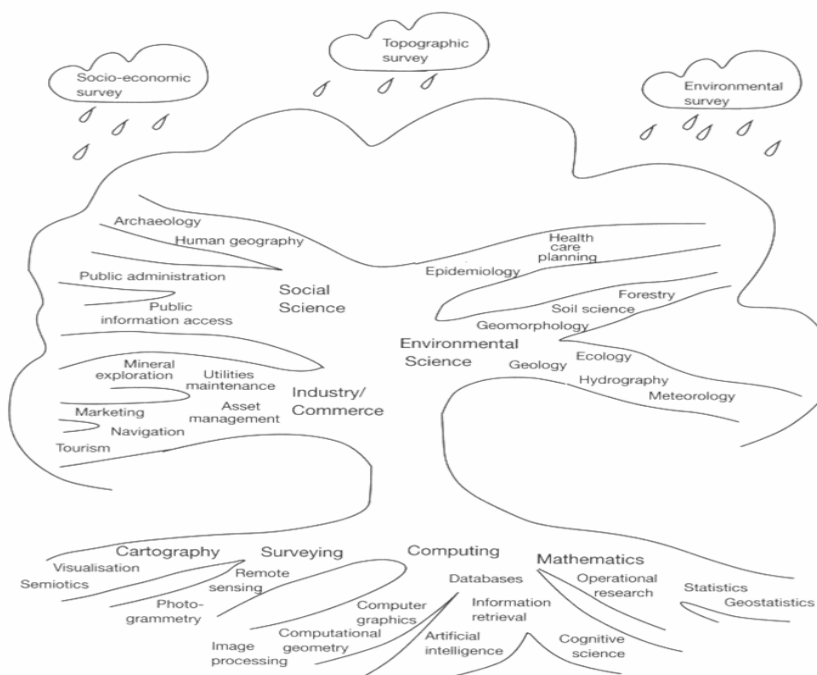 Topographic
survey
Socio-economic
survey
Environmental
survey
Archaeology
Human geography
Public administration
Public
information access
Social
Science
Health
care
planning
Epidemiology
Forestry
Soil science
Geomorphology
Environmental
Science
Ecology
Geology
Hydrography
Meteorology
Mineral
exploration
Utilities
maintenance
Industry/
Commerce
Marketing
Asset
management
Navigation
Tourism
Cartography
Surveying
Computing
Mathematics
Visualisation
Semiotics
Remote
sensing
Photo-
grammetry
Databases
Operational
research
Statistics
Geostatistics
Computer
graphics
Information
retrieval
Image
processing
Computational
geometry
Artificial
intelligence
Cognitive
science